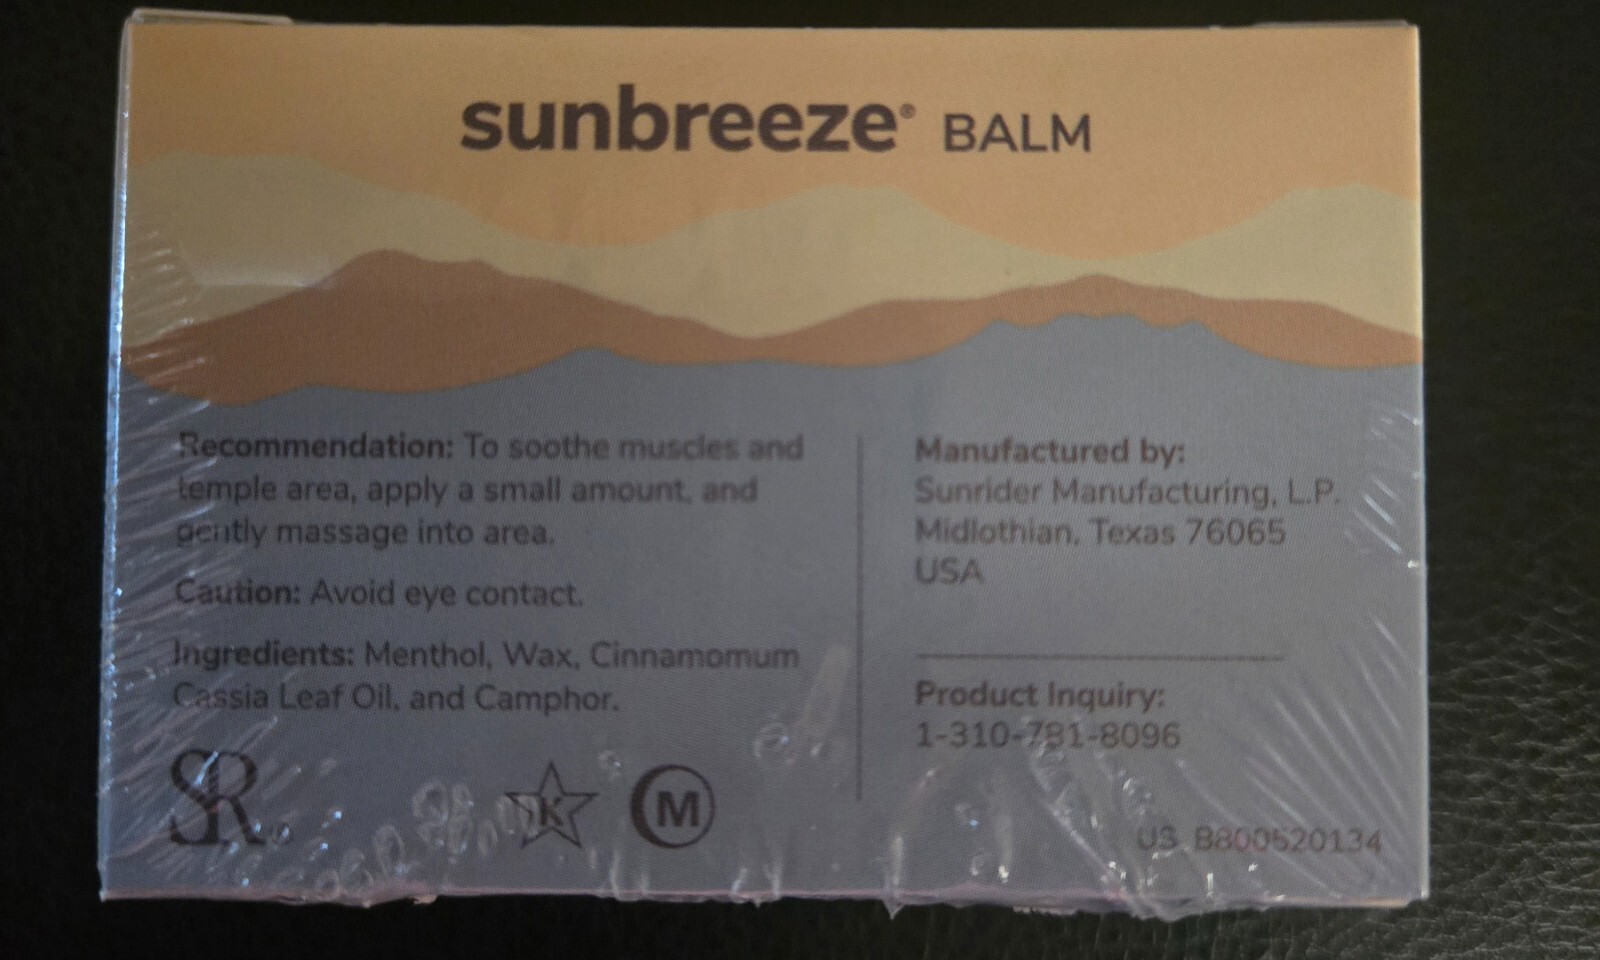 sunbreeze® BALM
Recommendation: To soothe muscles and
temple area, apply a small amount, and
gently massage into area.
Caution: Avoid eye contact.
Ingredients: Menthol, Wax, Cinnamomum
Cassia Leaf Oil, and Camphor.
SR
K
M
Manufactured by:
Sunrider Manufacturing, L.P.
Midlothian, Texas 76065
USA
Product Inquiry:
1-310-781-8096
US B800520134